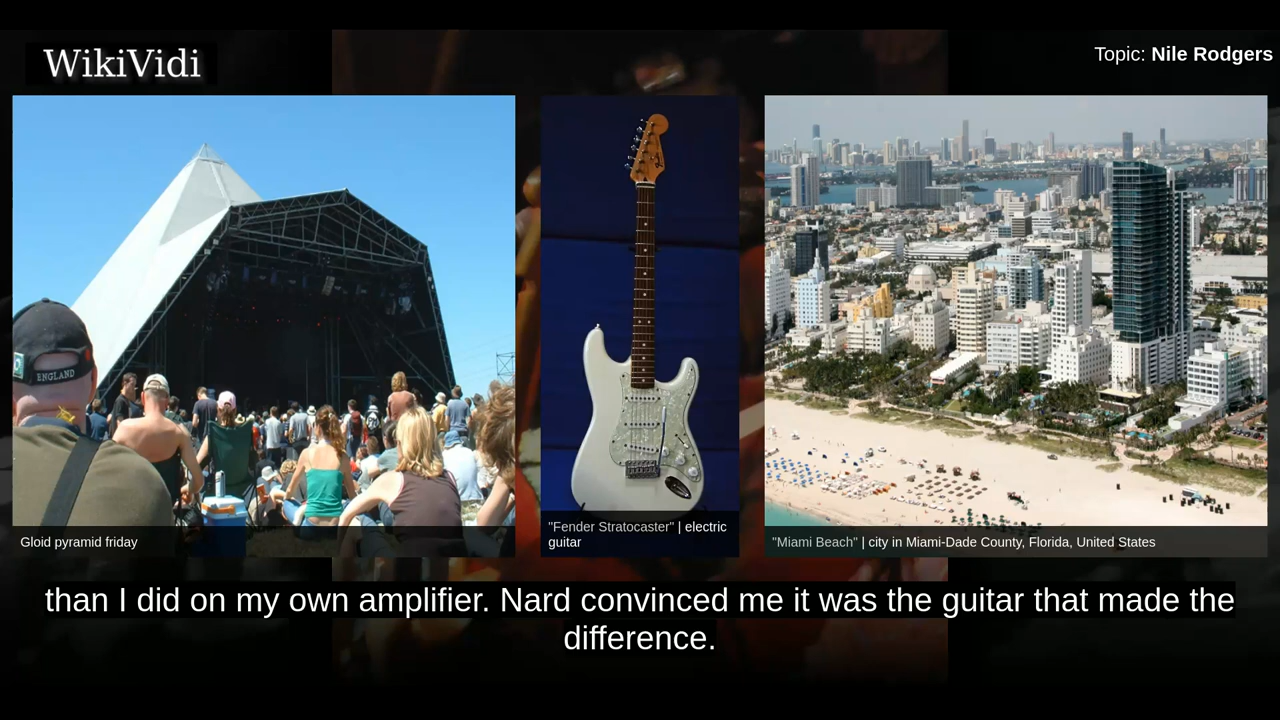 WikiVidi
Topic: Nile Rodgers
ENGLAND
Gloid pyramid friday
"Fender Stratocaster" | electric
guitar
"Miami Beach" | city in Miami-Dade County, Florida, United States
than I did on my own amplifier. Nard convinced me it was the guitar that made the
difference.